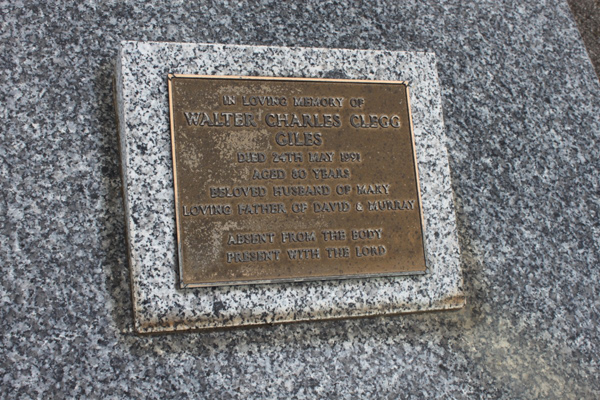 IN LOVING MEMORY OF
WALTER CHARLES CLEGG
GILES
DIED 24TH MAY 1991
AGED 80 YEARS
BELOVED HUSBAND OF MARY
LOVING FATHER OF DAVID & MURRAY
ABSENT FROM THE BODY
PRESENT WITH THE LORD